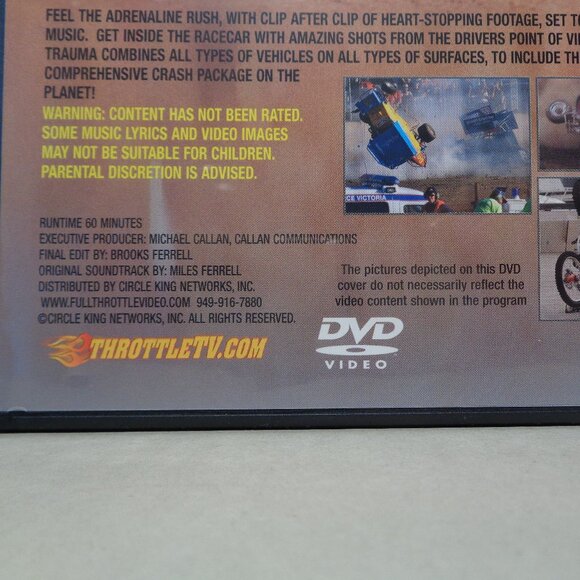 FEEL THE ADRENALINE RUSH, WITH CLIP AFTER CLIP OF HEART-STOPPING FOOTAGE, SET
MUSIC. GET INSIDE THE RACECAR WITH AMAZING SHOTS FROM THE DRIVERS POINT OF
TRAUMA COMBINES ALL TYPES OF VEHICLES ON ALL TYPES OF SURFACES, TO INCLUDE
COMPREHENSIVE CRASH PACKAGE ON THE
PLANET!
WARNING: CONTENT HAS NOT BEEN RATED.
SOME MUSIC LYRICS AND VIDEO IMAGES
MAY NOT BE SUITABLE FOR CHILDREN.
PARENTAL DISCRETION IS ADVISED.
CE VICTORIA
RUNTIME 60 MINUTES
EXECUTIVE PRODUCER: MICHAEL CALLAN, CALLAN COMMUNICATIONS
FINAL EDIT BY: BROOKS FERRELL
ORIGINAL SOUNDTRACK BY: MILES FERRELL
DISTRIBUTED BY CIRCLE KING NETWORKS, INC.
WWW.FULLTHROTTLEVIDEO.COM 949-916-7880
©CIRCLE KING NETWORKS, INC. ALL RIGHTS RESERVED.
The pictures depicted on this DVD
cover do not necessarily reflect the
video content shown in the program
THROTTLETV.COM
DVD
VIDEO